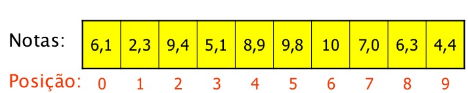 Notas: 6,1 2,3 9,4 5,1 8,9 9,8 10 7,0 6,3 4,4
Posição: 0 1 2 3 4 5 6 7 8 9